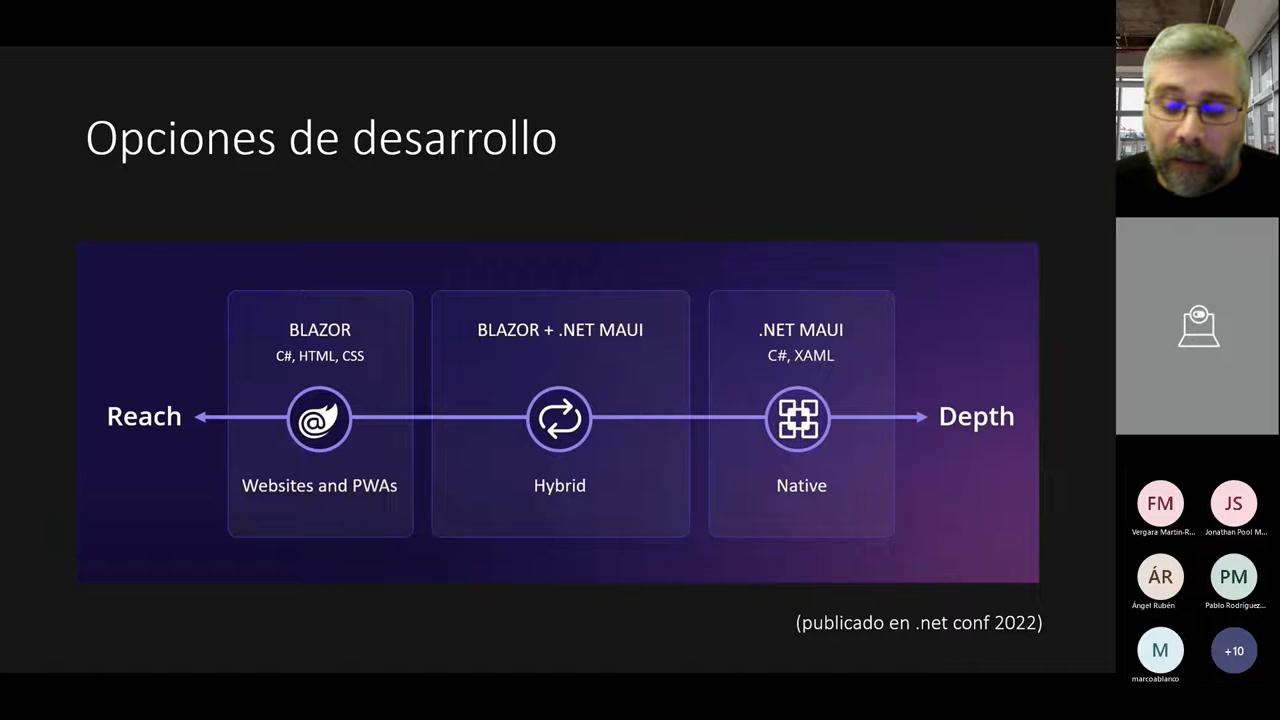 Opciones de desarrollo
BLAZOR
C#, HTML, CSS
BLAZOR + .NET MAUI
.NET MAUI
C#, XAML
Reach
Depth
Websites and PWAs
Hybrid
Native
(publicado en .net conf 2022)
FM
JS
Vergara Martin-R...
Jonathan Pool M...
ÁR
PM
Ángel Rubén
Pablo Rodríguez...
M
+10
marcoablanco